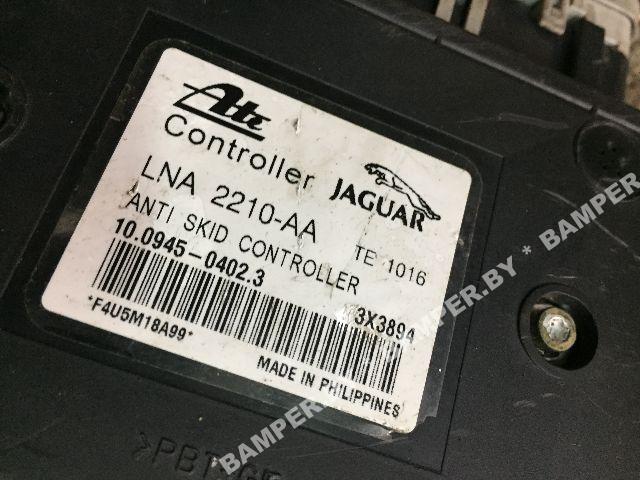 Ate
Controller
JAGUAR
LNA 2210-AA
TE 1016
ANTI SKID CONTROLLER
10.0945-0402.3
3X3894
*F4U5M18A99*
MADE IN PHILIPPINES
BAMPER.BY * BAMPER.BY * BAMPER
>PBT